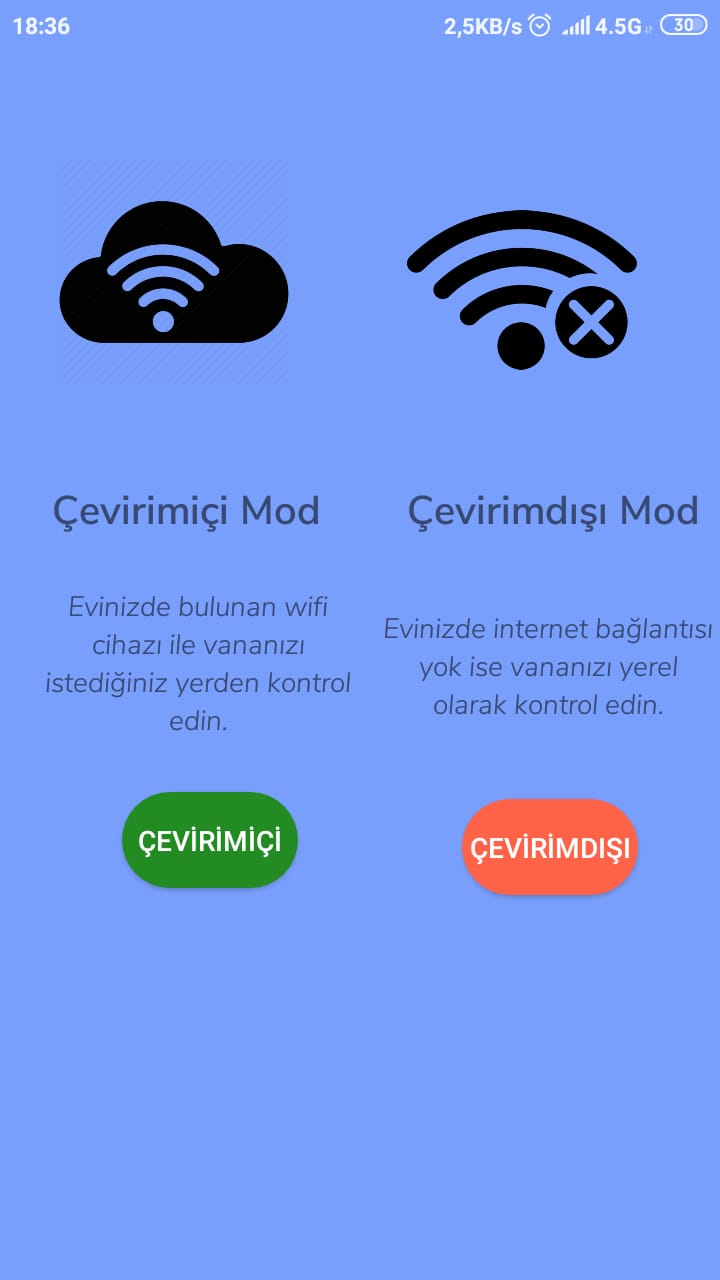 18:36 2,5KB/s 4.5G 30
Çevirimiçi Mod
Evinizde bulunan wifi
cihazı ile vananızı
istediğiniz yerden kontrol
edin.
ÇEVİRİMİÇİ
Çevirimdışı Mod
Evinizde internet bağlantısı
yok ise vananızı yerel
olarak kontrol edin.
ÇEVİRİMDIŞI